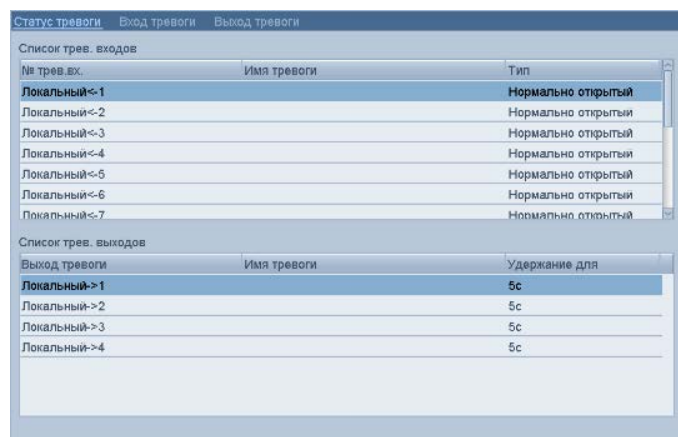 Статус тревоги Вход тревоги Выход тревоги
Список трев. входов
№ трев.вх. Имя тревоги Тип
Локальный<-1 Нормально открытый
Локальный<-2 Нормально открытый
Локальный<-3 Нормально открытый
Локальный<-4 Нормально открытый
Локальный<-5 Нормально открытый
Локальный<-6 Нормально открытый
Локальный<-7 Нормально открытый
Список трев. выходов
Выход тревоги Имя тревоги Удержание для
Локальный->1 5с
Локальный->2 5с
Локальный->3 5с
Локальный->4 5с